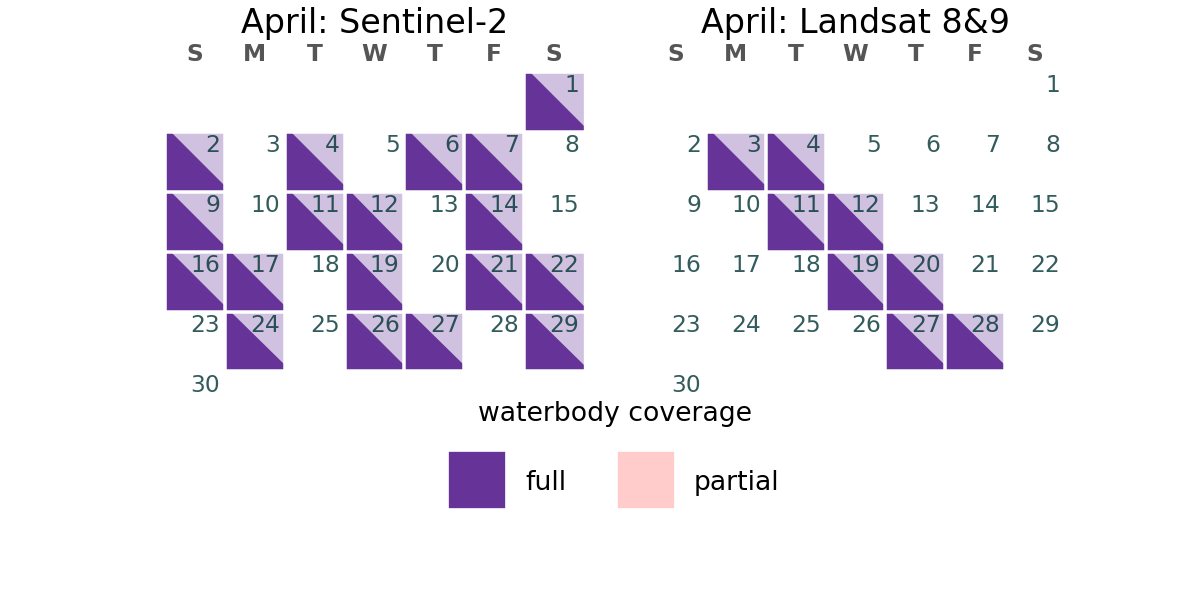 April: Sentinel-2
S M T W T F S
1
2 3 4 5 6 7 8
9 10 11 12 13 14 15
16 17 18 19 20 21 22
23 24 25 26 27 28 29
30
April: Landsat 8&9
S M T W T F S
1
2 3 4 5 6 7 8
9 10 11 12 13 14 15
16 17 18 19 20 21 22
23 24 25 26 27 28 29
30
waterbody coverage
full
partial